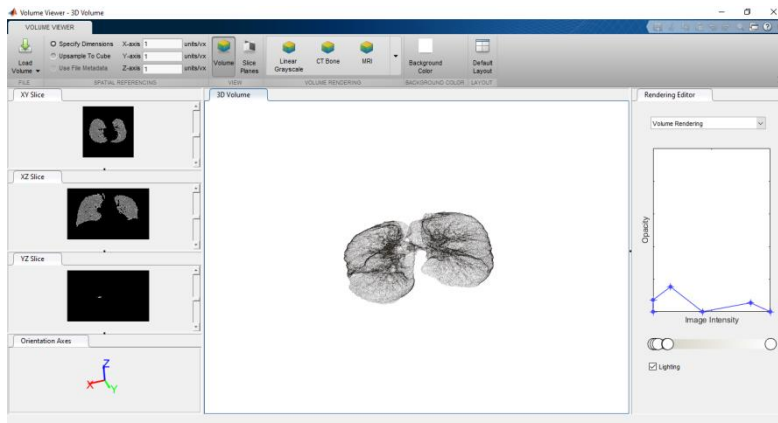 Volume Viewer - 3D Volume
VOLUME VIEWER
Load Volume
Specify Dimensions
Upsample To Cube
Use File Metadata
X-axis 1 units/vx
Y-axis 1 units/vx
Z-axis 1 units/vx
Volume
Slice Planes
Linear Grayscale
CT Bone
MRI
Background Color
Default Layout
FILE
SPATIAL REFERENCING
VIEW
VOLUME RENDERING
BACKGROUND COLOR
LAYOUT
XY Slice
3D Volume
Rendering Editor
Volume Rendering
XZ Slice
Opacity
YZ Slice
Image Intensity
Orientation Axes
Lighting
Z
X
Y